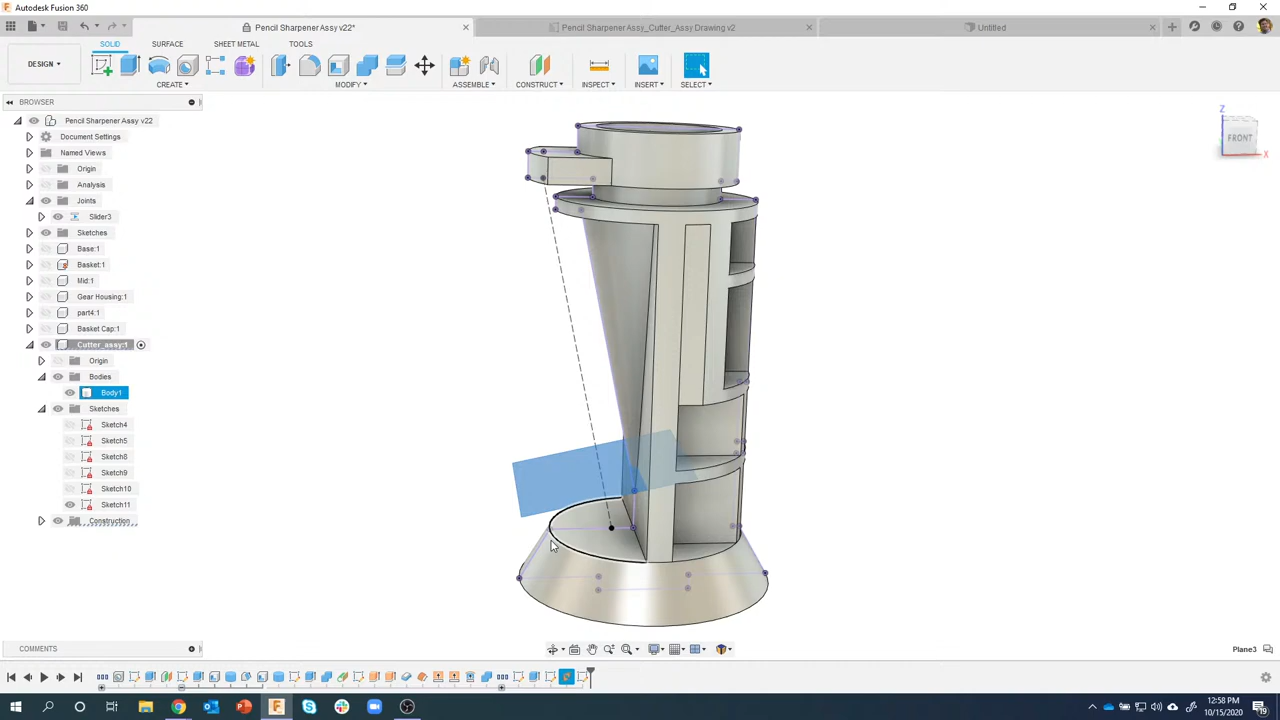 Autodesk Fusion 360
Pencil Sharpener Assy v22*
Pencil Sharpener Assy_Cutter_Assy Drawing v2
Untitled
SOLID
SURFACE
SHEET METAL
TOOLS
DESIGN
CREATE
MODIFY
ASSEMBLE
CONSTRUCT
INSPECT
INSERT
SELECT
BROWSER
Pencil Sharpener Assy v22
Document Settings
Named Views
Origin
Analysis
Joints
Slider3
Sketches
Base:1
Basket:1
Mid:1
Gear Housing:1
part4:1
Basket Cap:1
Cutter_assy:1
Origin
Bodies
Body1
Sketches
Sketch4
Sketch5
Sketch8
Sketch9
Sketch10
Sketch11
Construction
Z
FRONT
X
COMMENTS
Plane3
12:58 PM
10/15/2020
19